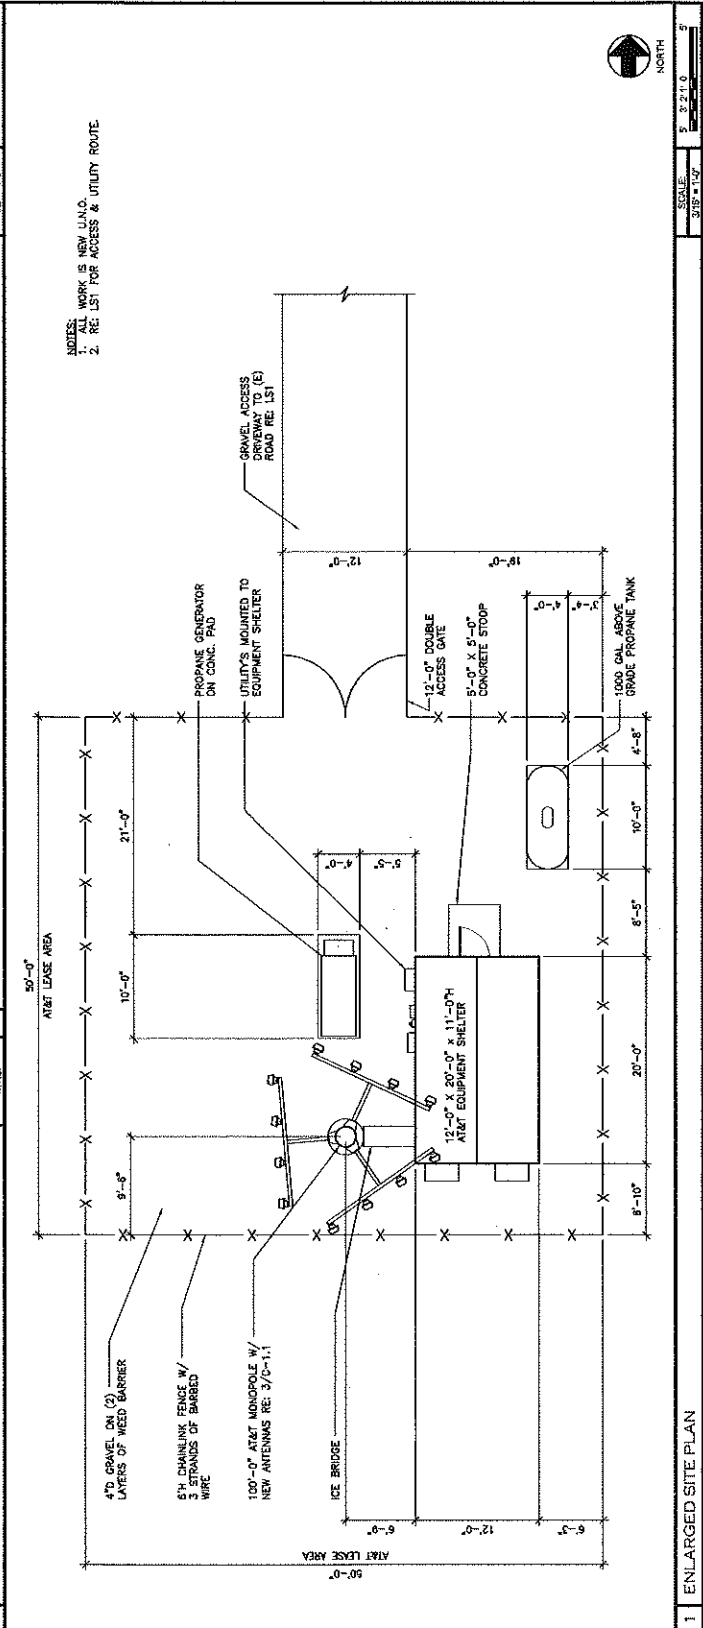 NOTES:
1. ALL WORK IS NEW U.N.O.
2. RE: LS1 FOR ACCESS & UTILITY ROUTE.
50'-0"
AT&T LEASE AREA
4"D GRAVEL ON (2)
LAYERS OF WEED BARRIER
6'H CHAINLINK FENCE W/
3 STRANDS OF BARBED
WIRE
100'-0" AT&T MONOPOLE W/
NEW ANTENNAS RE: 3/C-1.1
ICE BRIDGE
9'-6"
10'-0"
21'-0"
PROPANE GENERATOR
ON CONC. PAD
UTILITY'S MOUNTED TO
EQUIPMENT SHELTER
GRAVEL ACCESS
DRIVEWAY TO (E)
ROAD RE: LS1
4'-0"
5'-5"
12'-0"
19'-0"
12'-0" DOUBLE
ACCESS GATE
5'-0" X 5'-0"
CONCRETE STOOP
12'-0" X 20'-0" x 11'-0"H
AT&T EQUIPMENT SHELTER
4'-0"
3'-4"
1000 GAL ABOVE
GRADE PROPANE TANK
20'-0"
8'-5"
10'-0"
4'-8"
6'-9"
12'-0"
6'-3"
50'-0"
AT&T LEASE AREA
NORTH
1 ENLARGED SITE PLAN
SCALE:
3/16" = 1'-0"
5' 3' 2' 1' 0 5'